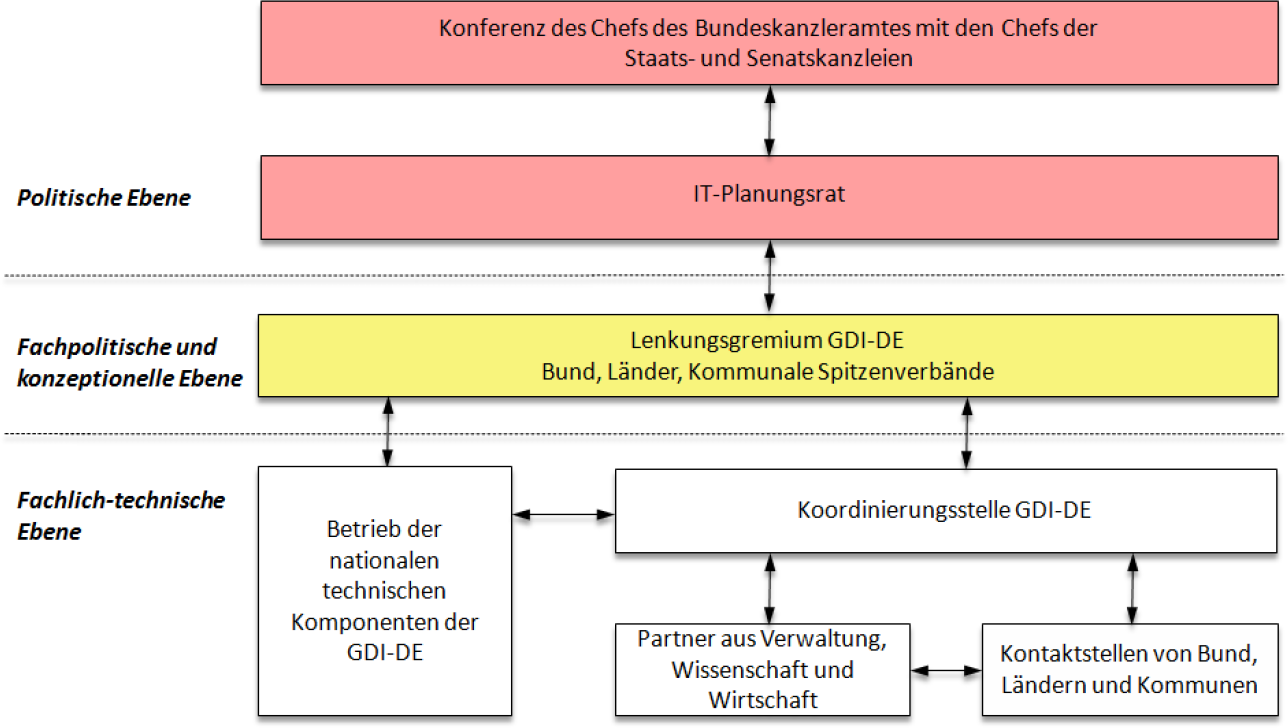 Konferenz des Chefs des Bundeskanzleramtes mit den Chefs der
Staats- und Senatskanzleien
Politische Ebene
IT-Planungsrat
Fachpolitische und
konzeptionelle Ebene
Lenkungsgremium GDI-DE
Bund, Länder, Kommunale Spitzenverbände
Fachlich-technische
Ebene
Betrieb der
nationalen
technischen
Komponenten der
GDI-DE
Koordinierungsstelle GDI-DE
Partner aus Verwaltung,
Wissenschaft und
Wirtschaft
Kontaktstellen von Bund,
Ländern und Kommunen